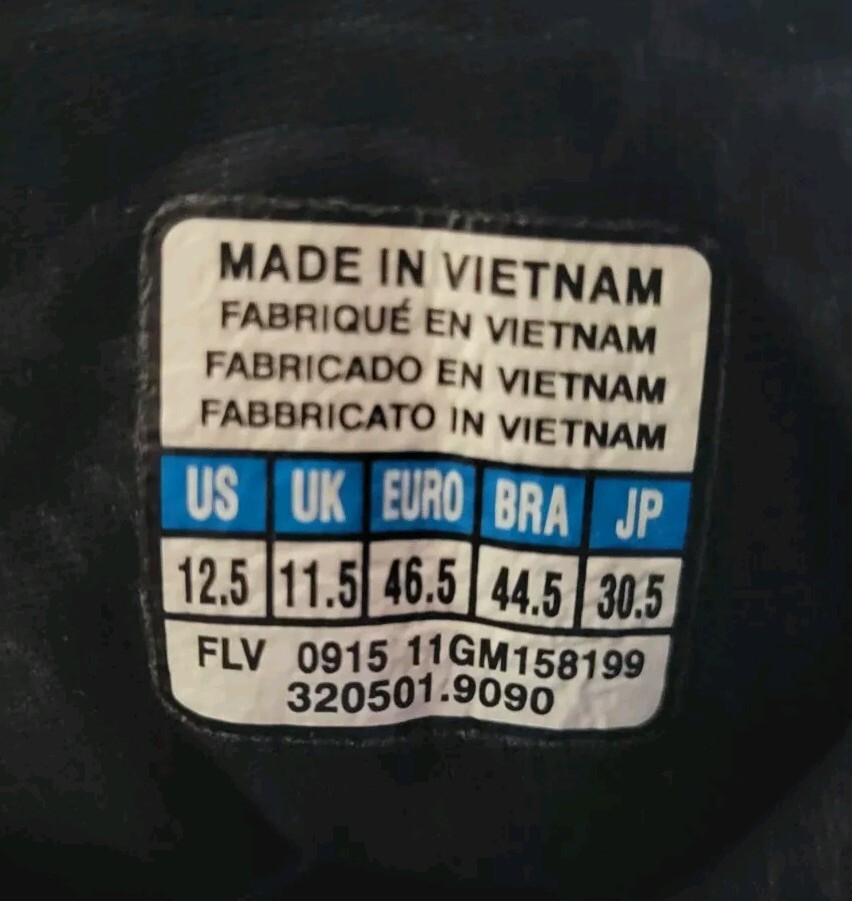 MADE IN VIETNAM
FABRIQUÉ EN VIETNAM
FABRICADO EN VIETNAM
FABBRICATO IN VIETNAM
US UK EURO BRA JP
12.5 11.5 46.5 44.5 30.5
FLV 0915 11GM158199
320501.9090